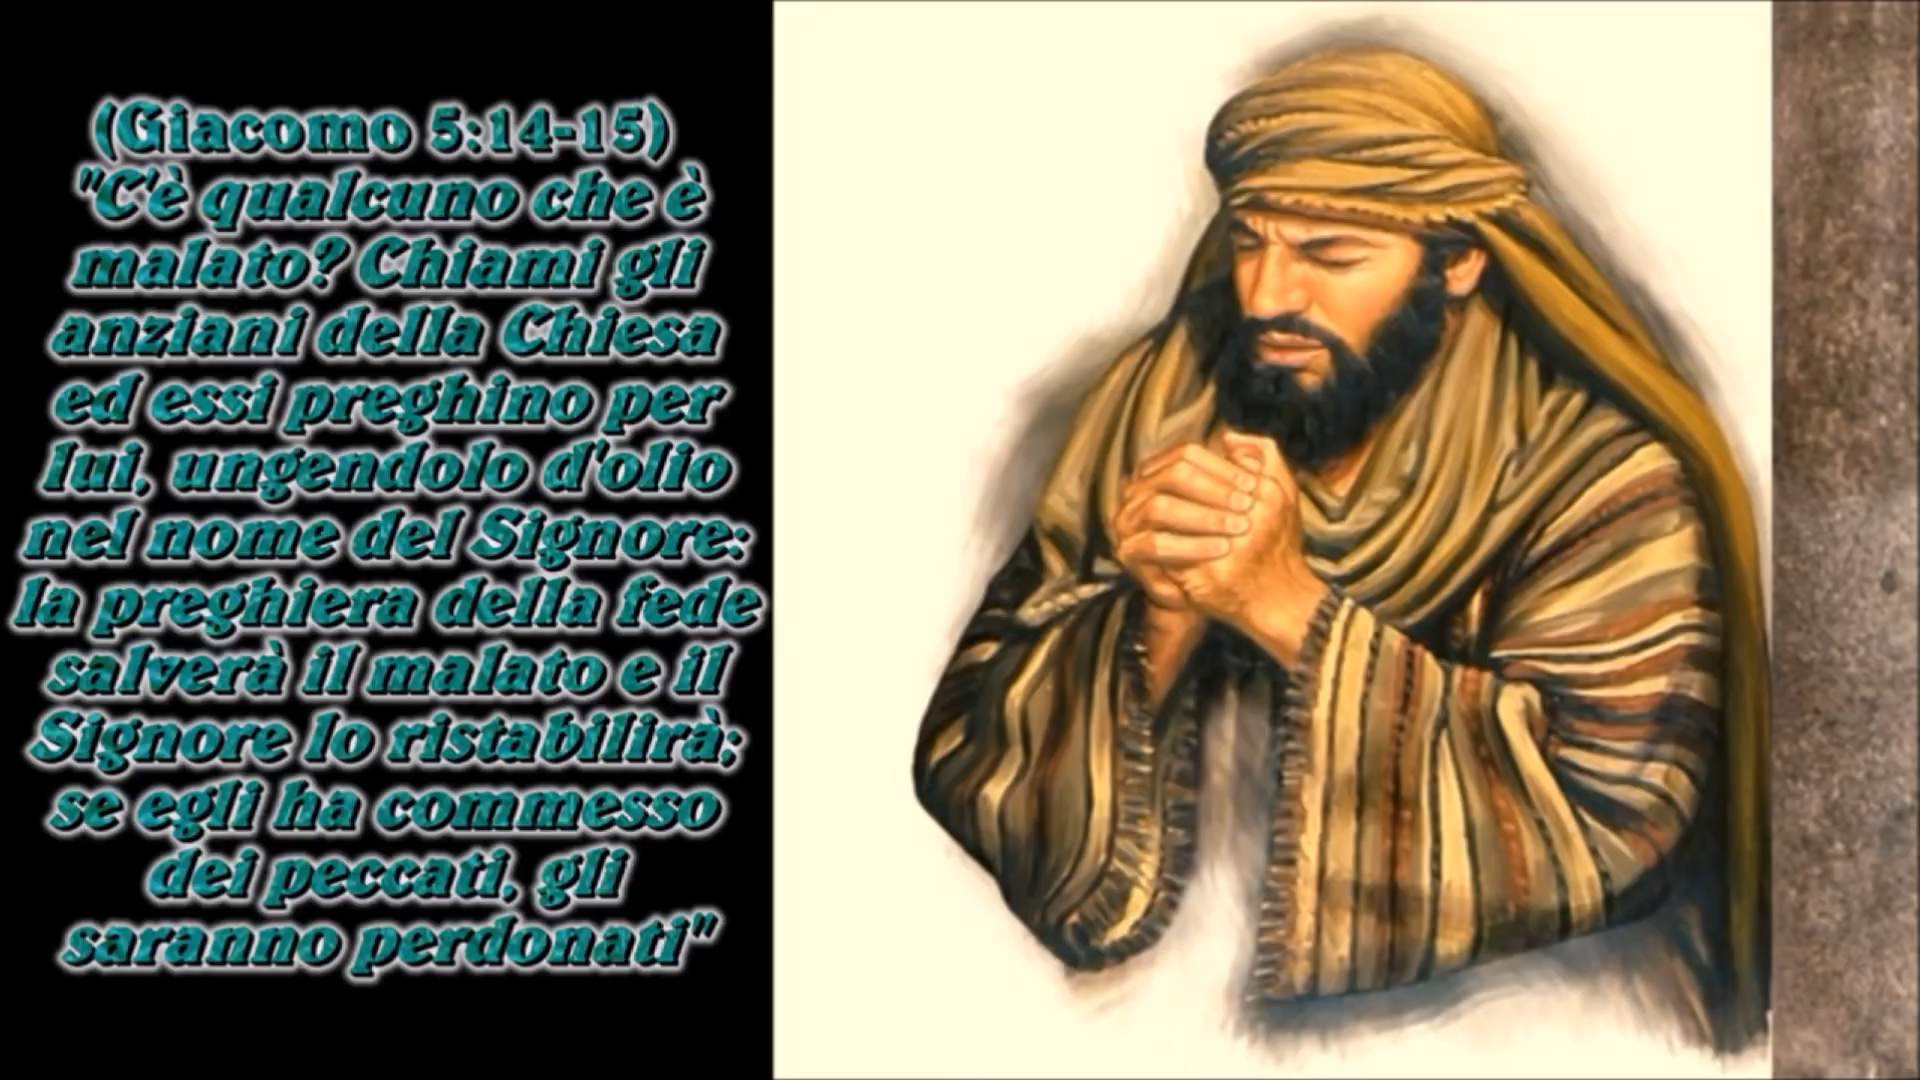 (Giacomo 5:14-15)
"C'è qualcuno che è
malato? Chiami gli
anziani della Chiesa
ed essi preghino per
lui, ungendolo d'olio
nel nome del Signore:
la preghiera della fede
salverà il malato e il
Signore lo ristabilirà;
se egli ha commesso
dei peccati, gli
saranno perdonati"